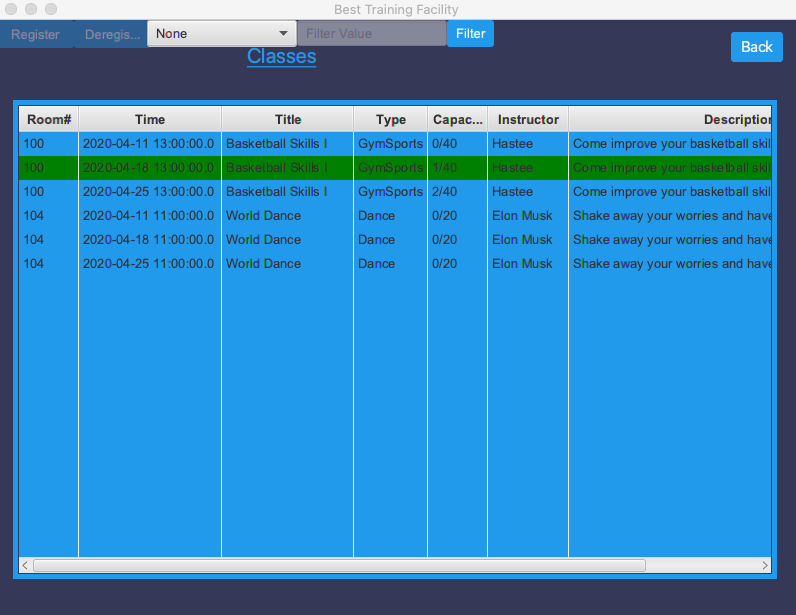 Best Training Facility
Register Deregis... None Filter Value Filter
Classes
Back
Room# Time Title Type Capac... Instructor Description
100 2020-04-11 13:00:00.0 Basketball Skills I GymSports 0/40 Hastee Come improve your basketball skil
100 2020-04-18 13:00:00.0 Basketball Skills I GymSports 1/40 Hastee Come improve your basketball skil
100 2020-04-25 13:00:00.0 Basketball Skills I GymSports 2/40 Hastee Come improve your basketball skil
104 2020-04-11 11:00:00.0 World Dance Dance 0/20 Elon Musk Shake away your worries and have
104 2020-04-18 11:00:00.0 World Dance Dance 0/20 Elon Musk Shake away your worries and have
104 2020-04-25 11:00:00.0 World Dance Dance 0/20 Elon Musk Shake away your worries and have